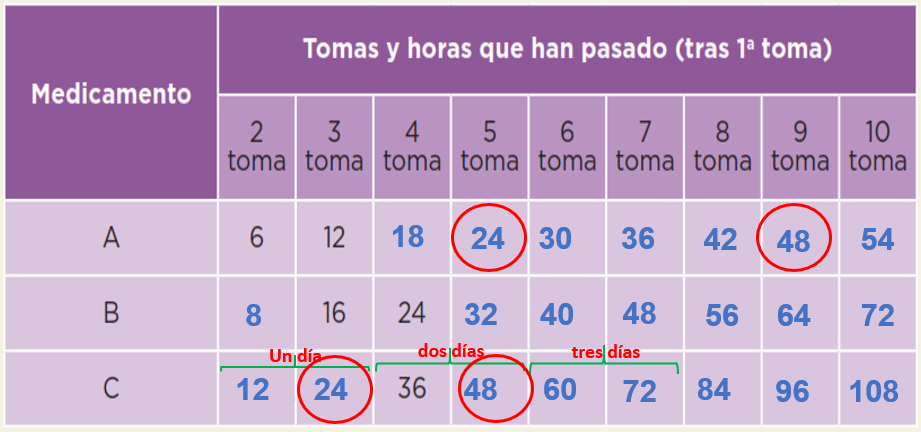 Medicamento
Tomas y horas que han pasado (tras 1ª toma)
2 toma 3 toma 4 toma 5 toma 6 toma 7 toma 8 toma 9 toma 10 toma
A 6 12 18 24 30 36 42 48 54
B 8 16 24 32 40 48 56 64 72
Un día dos días tres días
C 12 24 36 48 60 72 84 96 108